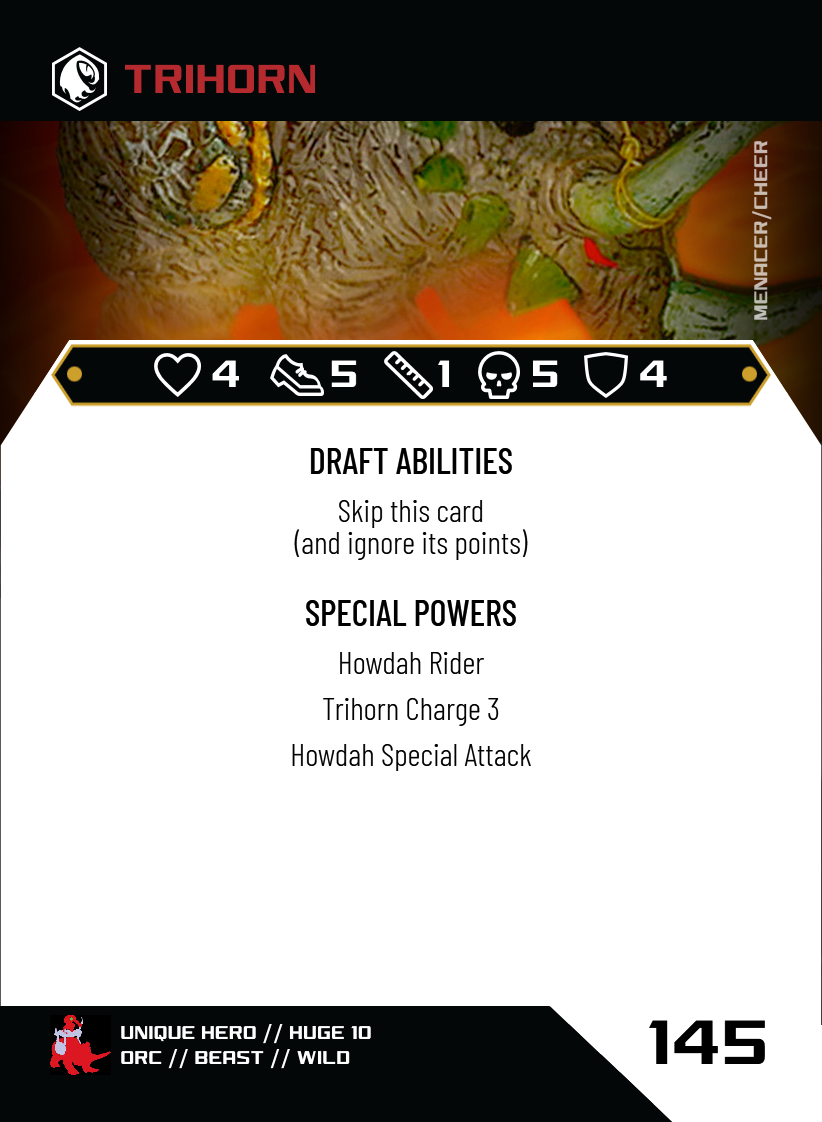 TRIHORN
MENACER/CHEER
4 5 1 5 4
DRAFT ABILITIES
Skip this card
(and ignore its points)
SPECIAL POWERS
Howdah Rider
Trihorn Charge 3
Howdah Special Attack
UNIQUE HERO // HUGE 10
ORC // BEAST // WILD
145